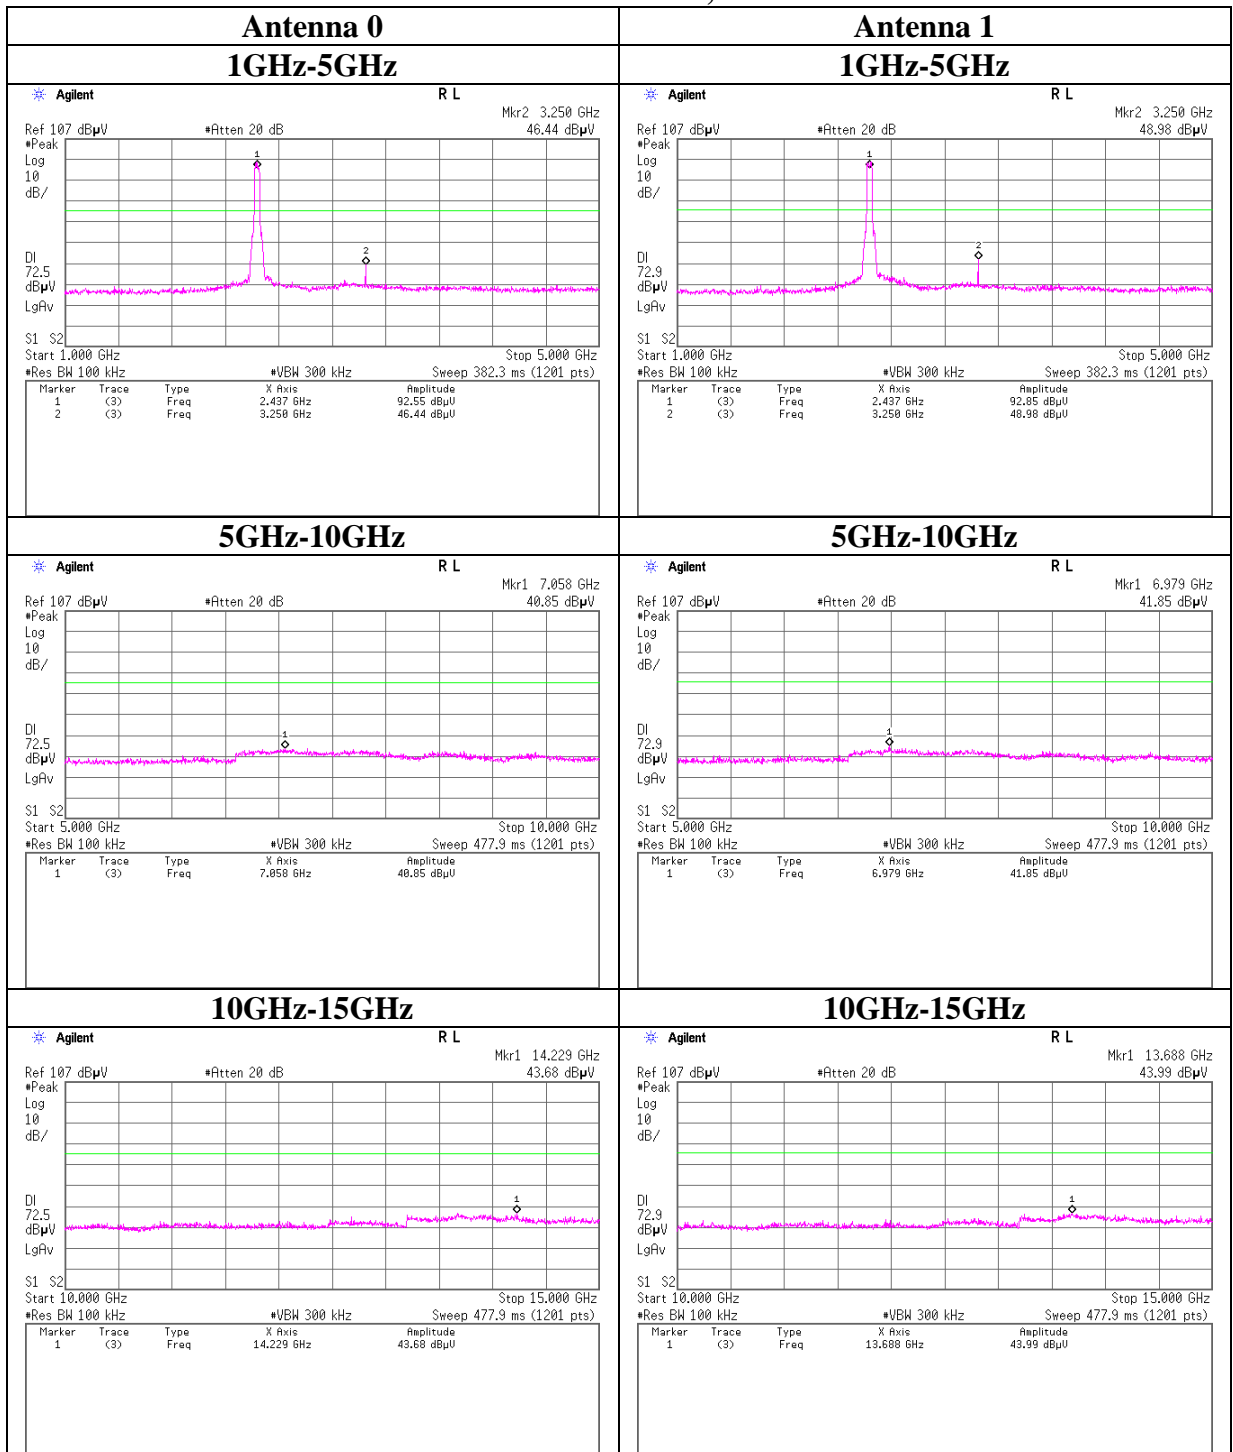 Antenna 0
Antenna 1
1GHz-5GHz
1GHz-5GHz
Agilent
R L
Mkr2 3.250 GHz
Ref 107 dBµV
#Atten 20 dB
46.44 dBµV
#Peak
Log
10
dB/
1
2
DI
72.5
dBµV
LgAv
S1 S2
Start 1.000 GHz
Stop 5.000 GHz
#Res BW 100 kHz
#VBW 300 kHz
Sweep 382.3 ms (1201 pts)
Marker Trace Type X Axis Amplitude
1 (3) Freq 2.437 GHz 92.55 dBµV
2 (3) Freq 3.250 GHz 46.44 dBµV
Agilent
R L
Mkr2 3.250 GHz
Ref 107 dBµV
#Atten 20 dB
48.98 dBµV
#Peak
Log
10
dB/
1
2
DI
72.9
dBµV
LgAv
S1 S2
Start 1.000 GHz
Stop 5.000 GHz
#Res BW 100 kHz
#VBW 300 kHz
Sweep 382.3 ms (1201 pts)
Marker Trace Type X Axis Amplitude
1 (3) Freq 2.437 GHz 92.85 dBµV
2 (3) Freq 3.250 GHz 48.98 dBµV
5GHz-10GHz
5GHz-10GHz
Agilent
R L
Mkr1 7.058 GHz
Ref 107 dBµV
#Atten 20 dB
40.85 dBµV
#Peak
Log
10
dB/
1
DI
72.5
dBµV
LgAv
S1 S2
Start 5.000 GHz
Stop 10.000 GHz
#Res BW 100 kHz
#VBW 300 kHz
Sweep 477.9 ms (1201 pts)
Marker Trace Type X Axis Amplitude
1 (3) Freq 7.058 GHz 40.85 dBµV
Agilent
R L
Mkr1 6.979 GHz
Ref 107 dBµV
#Atten 20 dB
41.85 dBµV
#Peak
Log
10
dB/
1
DI
72.9
dBµV
LgAv
S1 S2
Start 5.000 GHz
Stop 10.000 GHz
#Res BW 100 kHz
#VBW 300 kHz
Sweep 477.9 ms (1201 pts)
Marker Trace Type X Axis Amplitude
1 (3) Freq 6.979 GHz 41.85 dBµV
10GHz-15GHz
10GHz-15GHz
Agilent
R L
Mkr1 14.229 GHz
Ref 107 dBµV
#Atten 20 dB
43.68 dBµV
#Peak
Log
10
dB/
1
DI
72.5
dBµV
LgAv
S1 S2
Start 10.000 GHz
Stop 15.000 GHz
#Res BW 100 kHz
#VBW 300 kHz
Sweep 477.9 ms (1201 pts)
Marker Trace Type X Axis Amplitude
1 (3) Freq 14.229 GHz 43.68 dBµV
Agilent
R L
Mkr1 13.688 GHz
Ref 107 dBµV
#Atten 20 dB
43.99 dBµV
#Peak
Log
10
dB/
1
DI
72.9
dBµV
LgAv
S1 S2
Start 10.000 GHz
Stop 15.000 GHz
#Res BW 100 kHz
#VBW 300 kHz
Sweep 477.9 ms (1201 pts)
Marker Trace Type X Axis Amplitude
1 (3) Freq 13.688 GHz 43.99 dBµV